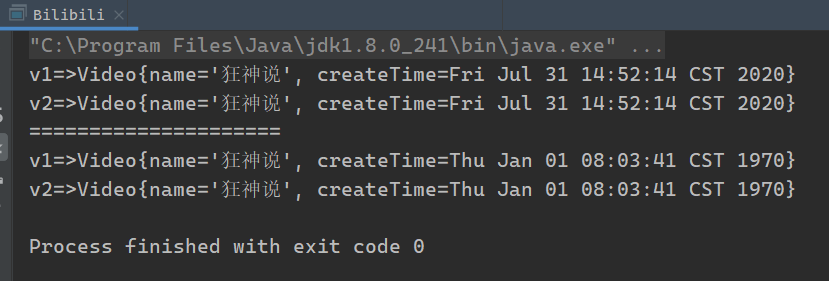 Bilibili
"C:\Program Files\Java\jdk1.8.0_241\bin\java.exe" ...
v1=>Video{name='狂神说', createTime=Fri Jul 31 14:52:14 CST 2020}
v2=>Video{name='狂神说', createTime=Fri Jul 31 14:52:14 CST 2020}
=====================
v1=>Video{name='狂神说', createTime=Thu Jan 01 08:03:41 CST 1970}
v2=>Video{name='狂神说', createTime=Thu Jan 01 08:03:41 CST 1970}
Process finished with exit code 0